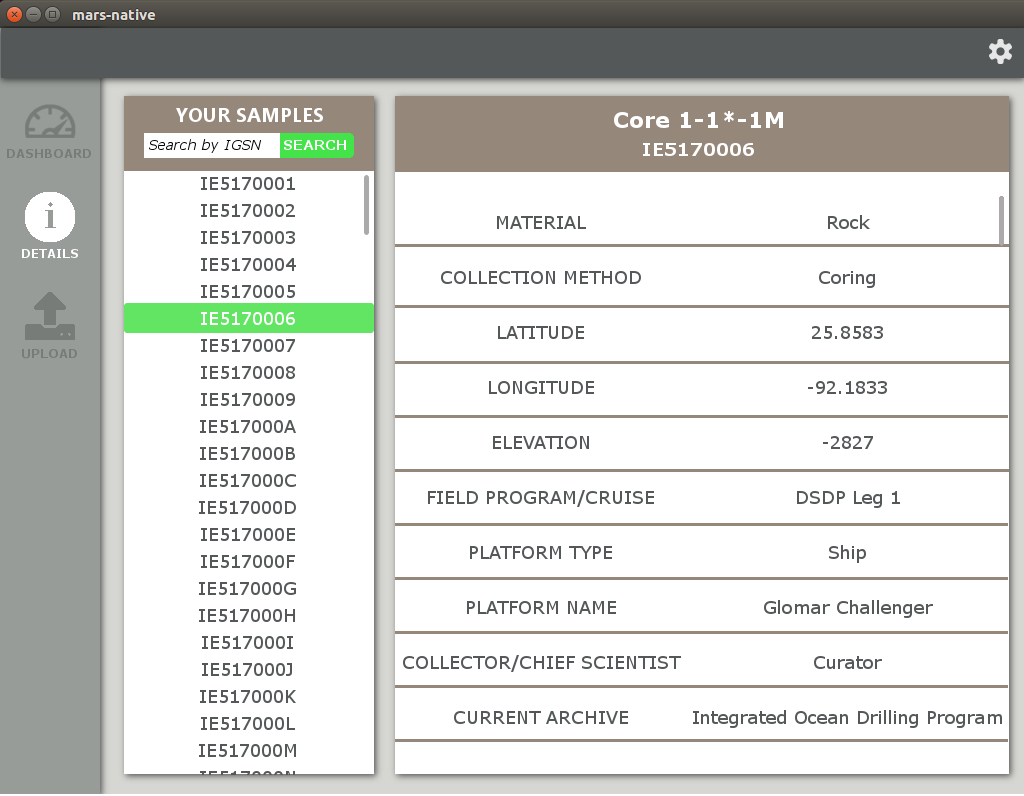 mars-native
DASHBOARD
DETAILS
UPLOAD
YOUR SAMPLES
Search by IGSN SEARCH
IE5170001
IE5170002
IE5170003
IE5170004
IE5170005
IE5170006
IE5170007
IE5170008
IE5170009
IE517000A
IE517000B
IE517000C
IE517000D
IE517000E
IE517000F
IE517000G
IE517000H
IE517000I
IE517000J
IE517000K
IE517000L
IE517000M
Core 1-1*-1M
IE5170006
MATERIAL Rock
COLLECTION METHOD Coring
LATITUDE 25.8583
LONGITUDE -92.1833
ELEVATION -2827
FIELD PROGRAM/CRUISE DSDP Leg 1
PLATFORM TYPE Ship
PLATFORM NAME Glomar Challenger
COLLECTOR/CHIEF SCIENTIST Curator
CURRENT ARCHIVE Integrated Ocean Drilling Program